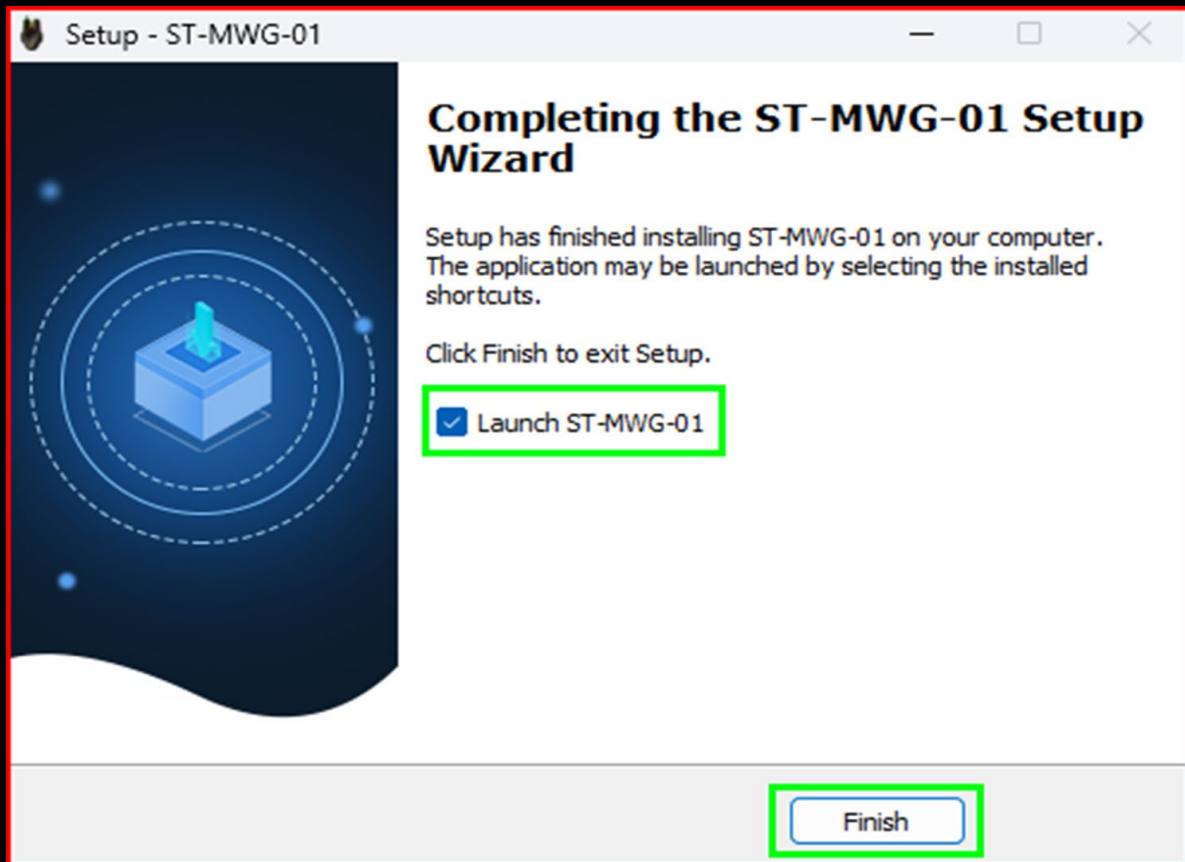 Setup - ST-MWG-01
Completing the ST-MWG-01 Setup
Wizard
Setup has finished installing ST-MWG-01 on your computer.
The application may be launched by selecting the installed
shortcuts.
Click Finish to exit Setup.
Launch ST-MWG-01
Finish